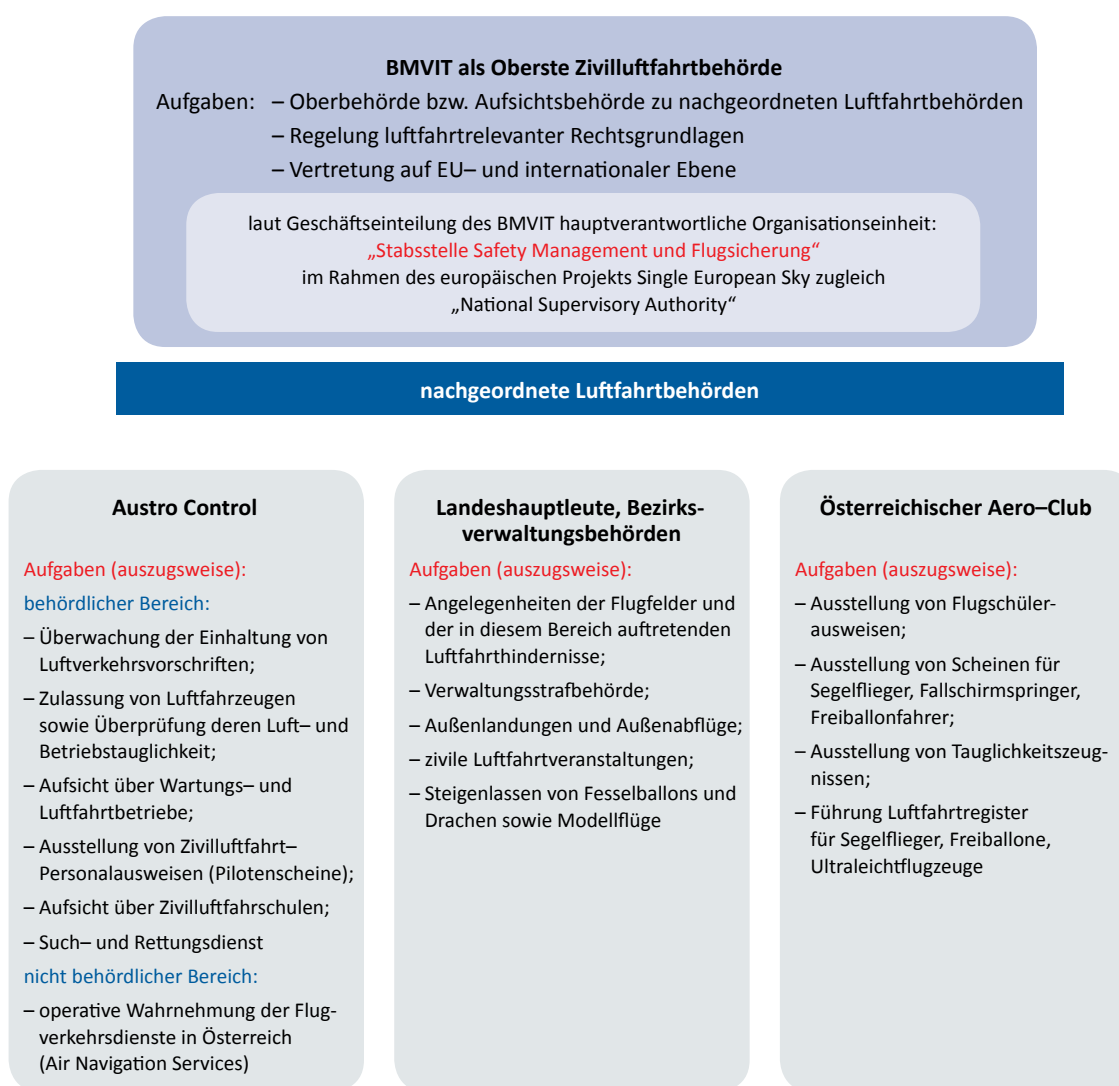 BMVIT als Oberste Zivilluftfahrtbehörde
Aufgaben: – Oberbehörde bzw. Aufsichtsbehörde zu nachgeordneten Luftfahrtbehörden
– Regelung luftfahrtrelevanter Rechtsgrundlagen
– Vertretung auf EU– und internationaler Ebene
laut Geschäftseinteilung des BMVIT hauptverantwortliche Organisationseinheit:
„Stabsstelle Safety Management und Flugsicherung“
im Rahmen des europäischen Projekts Single European Sky zugleich
„National Supervisory Authority“
nachgeordnete Luftfahrtbehörden
Austro Control
Aufgaben (auszugsweise):
behördlicher Bereich:
– Überwachung der Einhaltung von
Luftverkehrsvorschriften;
– Zulassung von Luftfahrzeugen
sowie Überprüfung deren Luft– und
Betriebstauglichkeit;
– Aufsicht über Wartungs– und
Luftfahrtbetriebe;
– Ausstellung von Zivilluftfahrt–
Personalausweisen (Pilotenscheine);
– Aufsicht über Zivilluftfahrschulen;
– Such– und Rettungsdienst
nicht behördlicher Bereich:
– operative Wahrnehmung der Flug-
verkehrsdienste in Österreich
(Air Navigation Services)
Landeshauptleute, Bezirks-
verwaltungsbehörden
Aufgaben (auszugsweise):
– Angelegenheiten der Flugfelder und
der in diesem Bereich auftretenden
Luftfahrthindernisse;
– Verwaltungsstrafbehörde;
– Außenlandungen und Außenabflüge;
– zivile Luftfahrtveranstaltungen;
– Steigenlassen von Fesselballons und
Drachen sowie Modellflüge
Österreichischer Aero–Club
Aufgaben (auszugsweise):
– Ausstellung von Flugschüler-
ausweisen;
– Ausstellung von Scheinen für
Segelflieger, Fallschirmspringer,
Freiballonfahrer;
– Ausstellung von Tauglichkeitszeug-
nissen;
– Führung Luftfahrtregister
für Segelflieger, Freiballone,
Ultraleichtflugzeuge